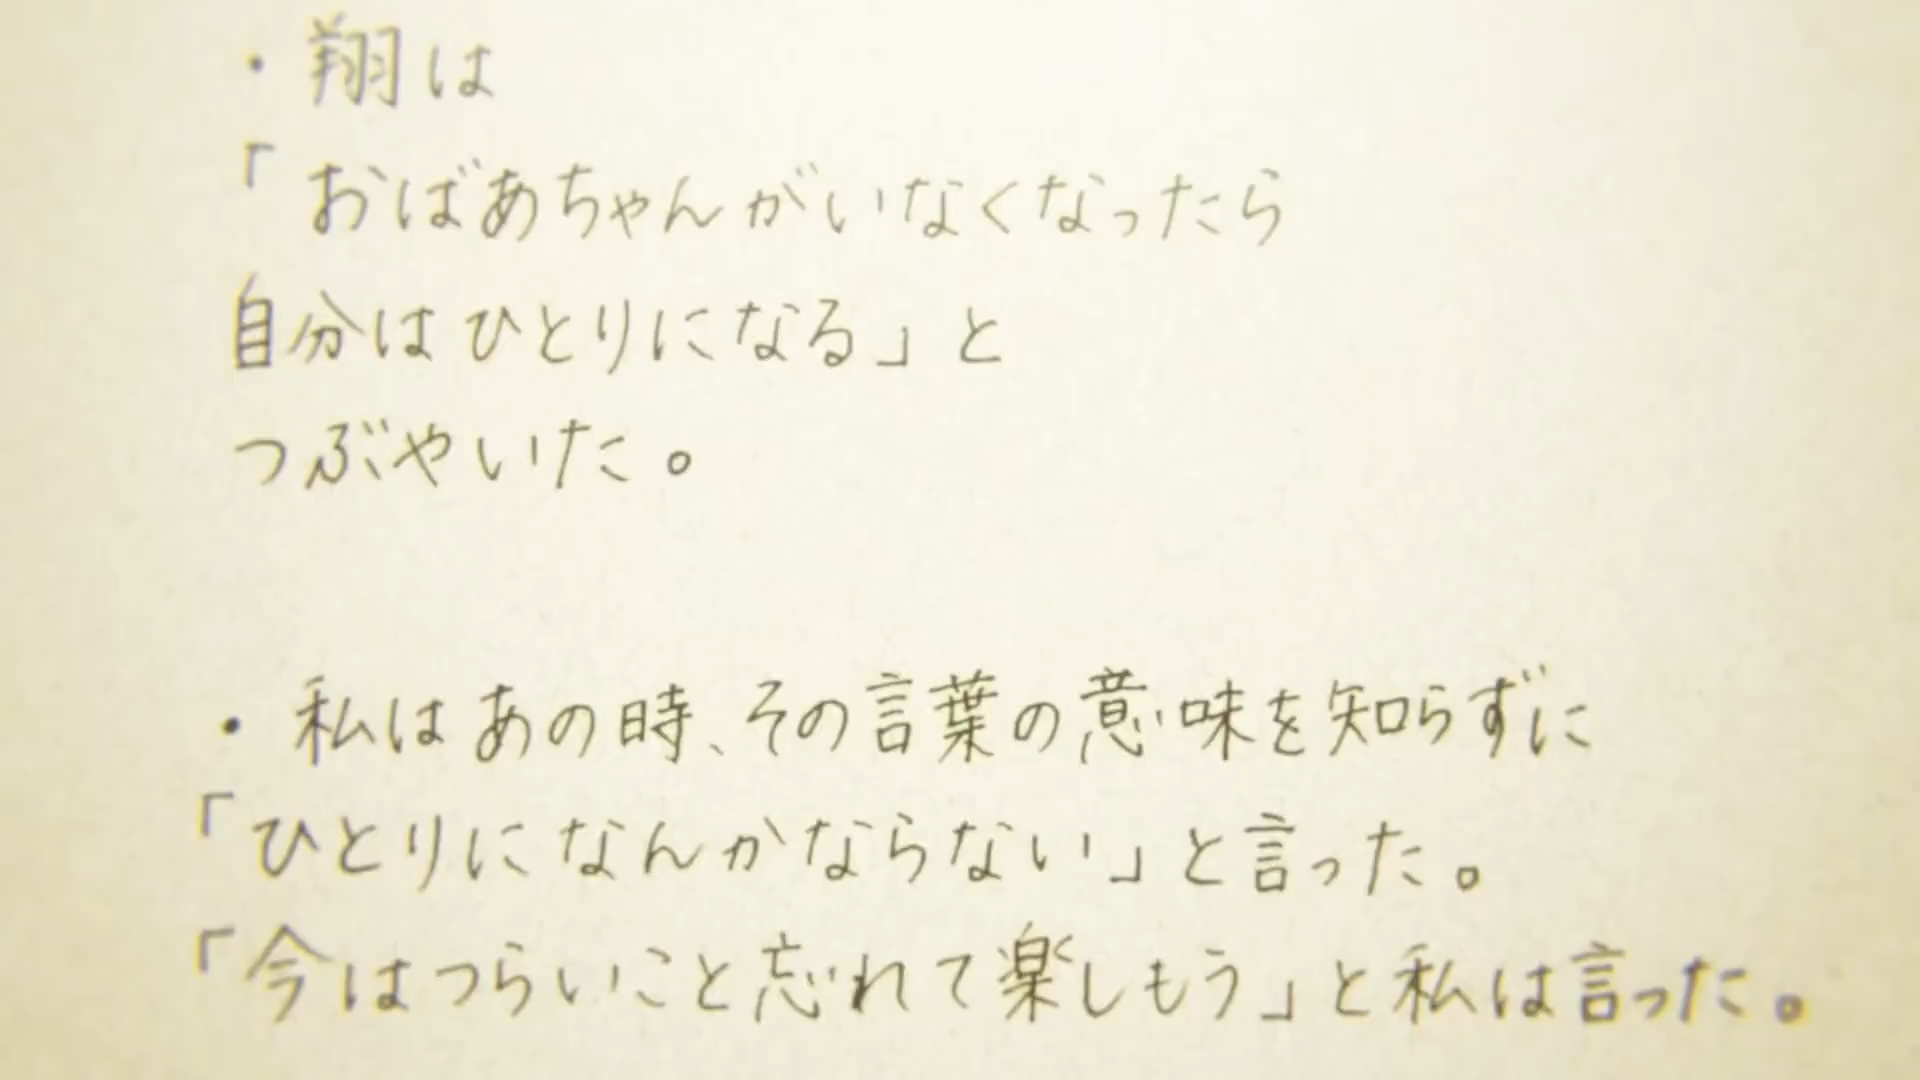 ・翔は
「おばあちゃんがいなくなったら
自分はひとりになる」と
つぶやいた。
・私はあの時、その言葉の意味を知らずに
「ひとりになんかならない」と言った。
「今はつらいこと忘れて楽しもう」と私は言った。